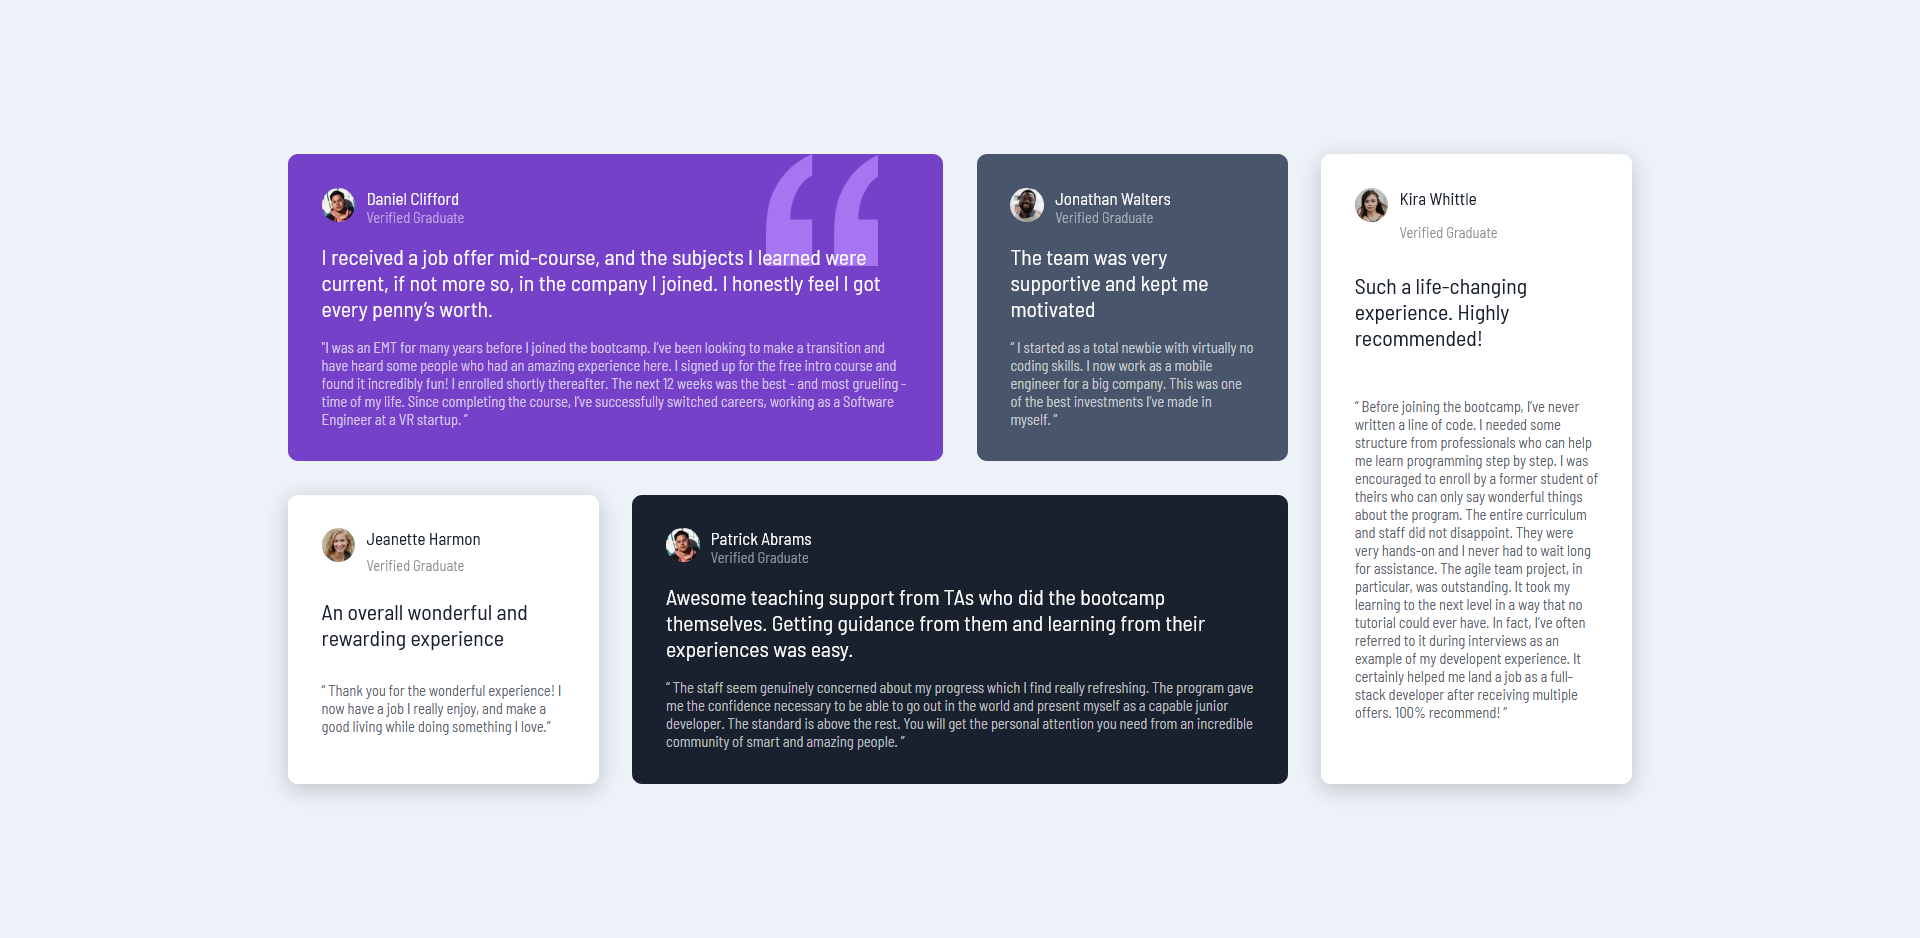 Daniel Clifford
Verified Graduate
I received a job offer mid-course, and the subjects I learned were
current, if not more so, in the company I joined. I honestly feel I got
every penny’s worth.
"I was an EMT for many years before I joined the bootcamp. I’ve been looking to make a transition and
have heard some people who had an amazing experience here. I signed up for the free intro course and
found it incredibly fun! I enrolled shortly thereafter. The next 12 weeks was the best - and most grueling -
time of my life. Since completing the course, I’ve successfully switched careers, working as a Software
Engineer at a VR startup. ”
Jonathan Walters
Verified Graduate
The team was very
supportive and kept me
motivated
“ I started as a total newbie with virtually no
coding skills. I now work as a mobile
engineer for a big company. This was one
of the best investments I’ve made in
myself. ”
Kira Whittle
Verified Graduate
Such a life-changing
experience. Highly
recommended!
“ Before joining the bootcamp, I’ve never
written a line of code. I needed some
structure from professionals who can help
me learn programming step by step. I was
encouraged to enroll by a former student of
theirs who can only say wonderful things
about the program. The entire curriculum
and staff did not disappoint. They were
very hands-on and I never had to wait long
for assistance. The agile team project, in
particular, was outstanding. It took my
learning to the next level in a way that no
tutorial could ever have. In fact, I’ve often
referred to it during interviews as an
example of my developent experience. It
certainly helped me land a job as a full-
stack developer after receiving multiple
offers. 100% recommend! ”
Jeanette Harmon
Verified Graduate
An overall wonderful and
rewarding experience
“ Thank you for the wonderful experience! I
now have a job I really enjoy, and make a
good living while doing something I love.”
Patrick Abrams
Verified Graduate
Awesome teaching support from TAs who did the bootcamp
themselves. Getting guidance from them and learning from their
experiences was easy.
“ The staff seem genuinely concerned about my progress which I find really refreshing. The program gave
me the confidence necessary to be able to go out in the world and present myself as a capable junior
developer. The standard is above the rest. You will get the personal attention you need from an incredible
community of smart and amazing people. ”